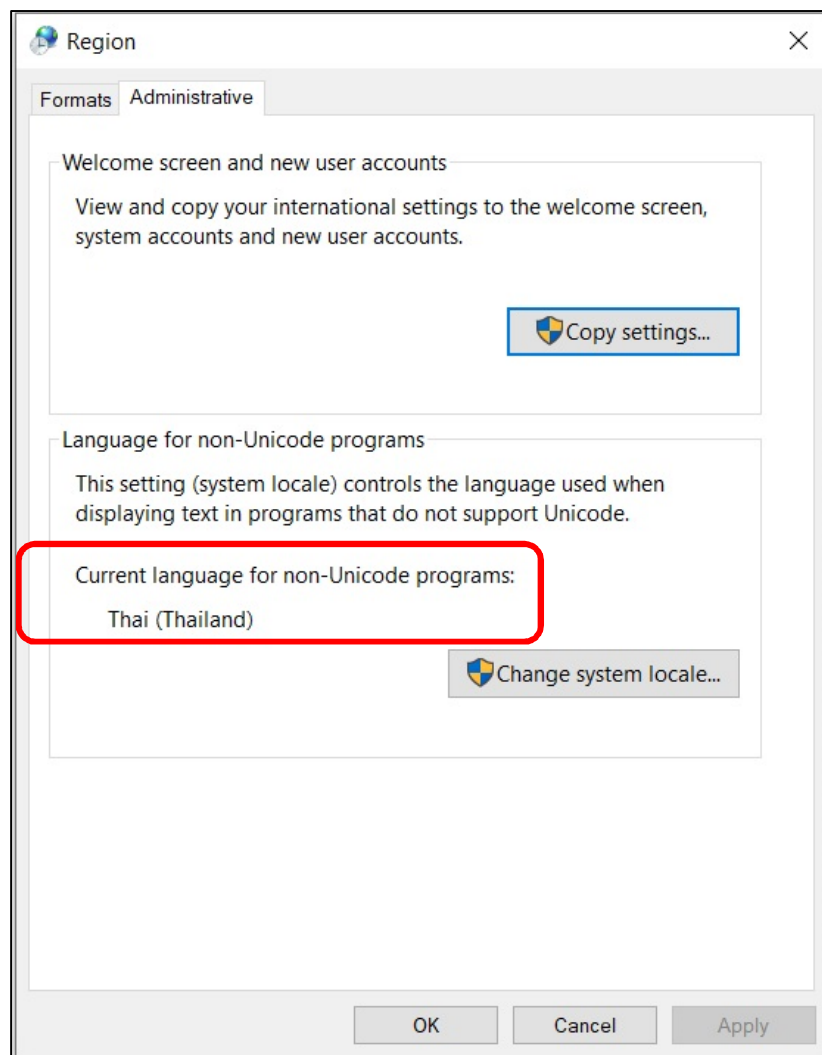 Region
Formats
Administrative
Welcome screen and new user accounts
View and copy your international settings to the welcome screen,
system accounts and new user accounts.
Copy settings...
Language for non-Unicode programs
This setting (system locale) controls the language used when
displaying text in programs that do not support Unicode.
Current language for non-Unicode programs:
Thai (Thailand)
Change system locale...
OK
Cancel
Apply